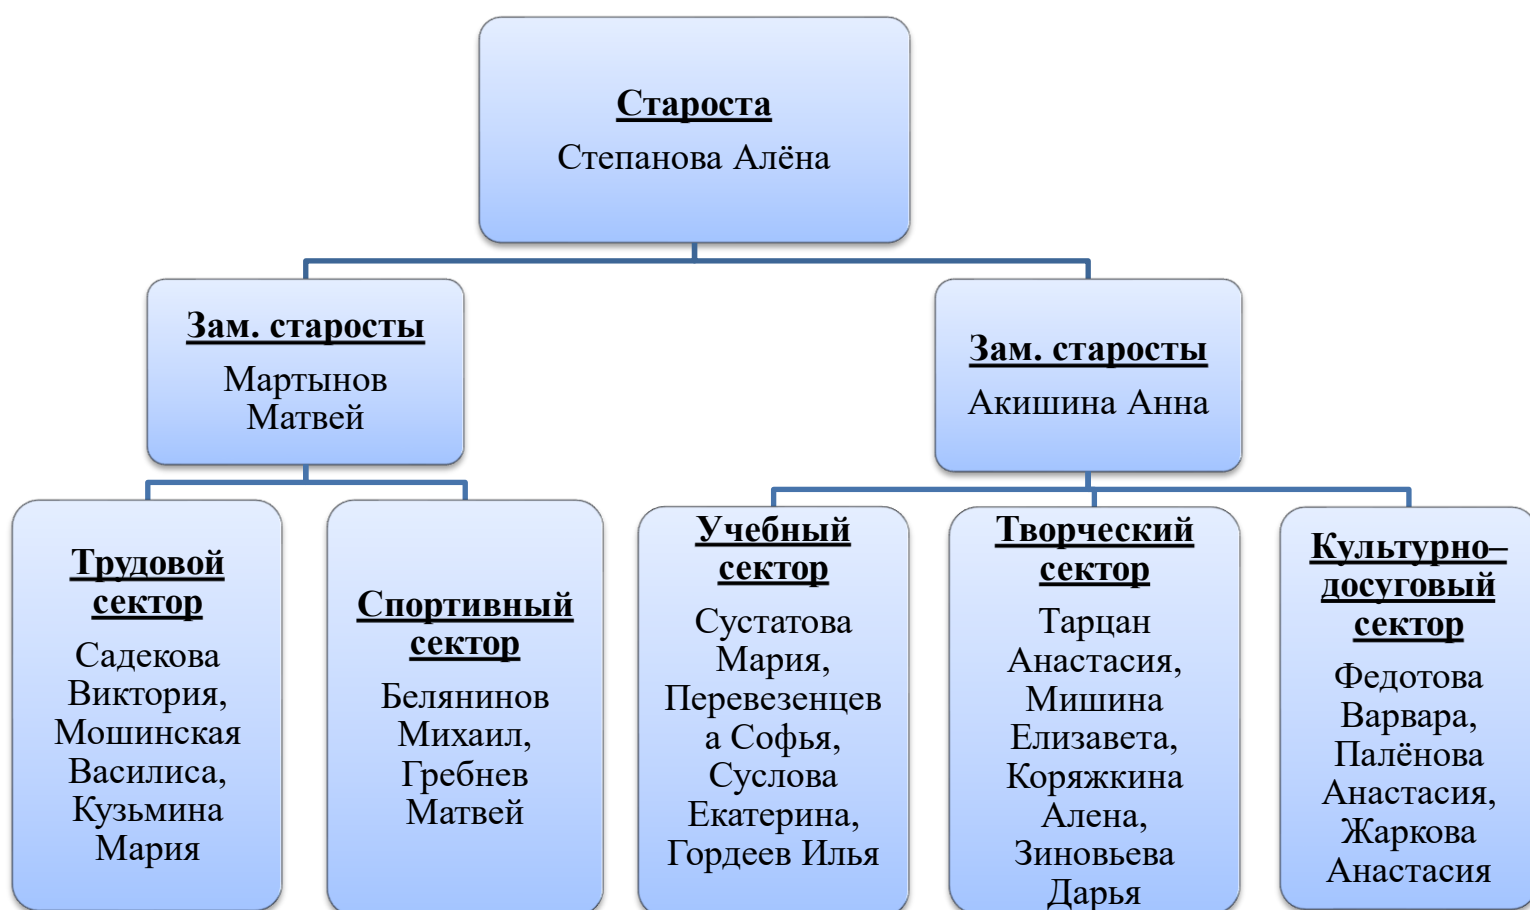 Староста
Степанова Алёна
Зам. старосты
Мартынов
Матвей
Зам. старосты
Акишина Анна
Трудовой
сектор
Садекова
Виктория,
Мошинская
Василиса,
Кузьмина
Мария
Спортивный
сектор
Белянинов
Михаил,
Гребнев
Матвей
Учебный
сектор
Сустатова
Мария,
Перевезенцев
а Софья,
Суслова
Екатерина,
Гордеев Илья
Творческий
сектор
Тарцан
Анастасия,
Мишина
Елизавета,
Коряжкина
Алена,
Зиновьева
Дарья
Культурно–
досуговый
сектор
Федотова
Варвара,
Палёнова
Анастасия,
Жаркова
Анастасия